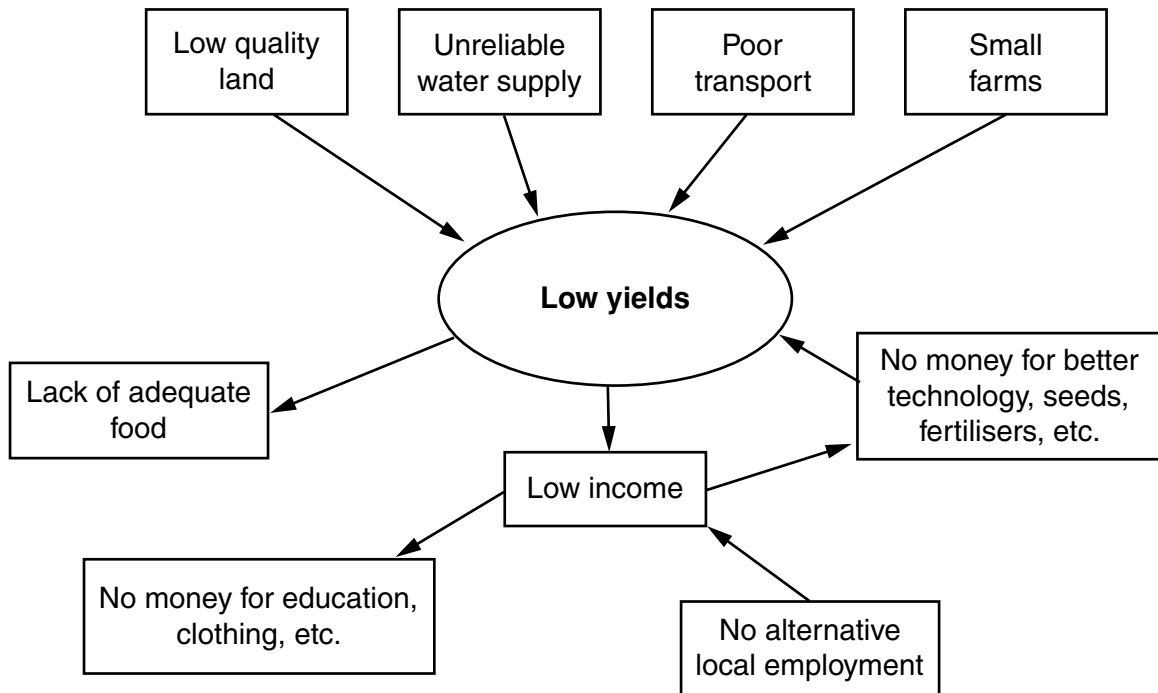 Low quality
land
Unreliable
water supply
Poor
transport
Small
farms
Low yields
Lack of adequate
food
No money for better
technology, seeds,
fertilisers, etc.
Low income
No money for education,
clothing, etc.
No alternative
local employment